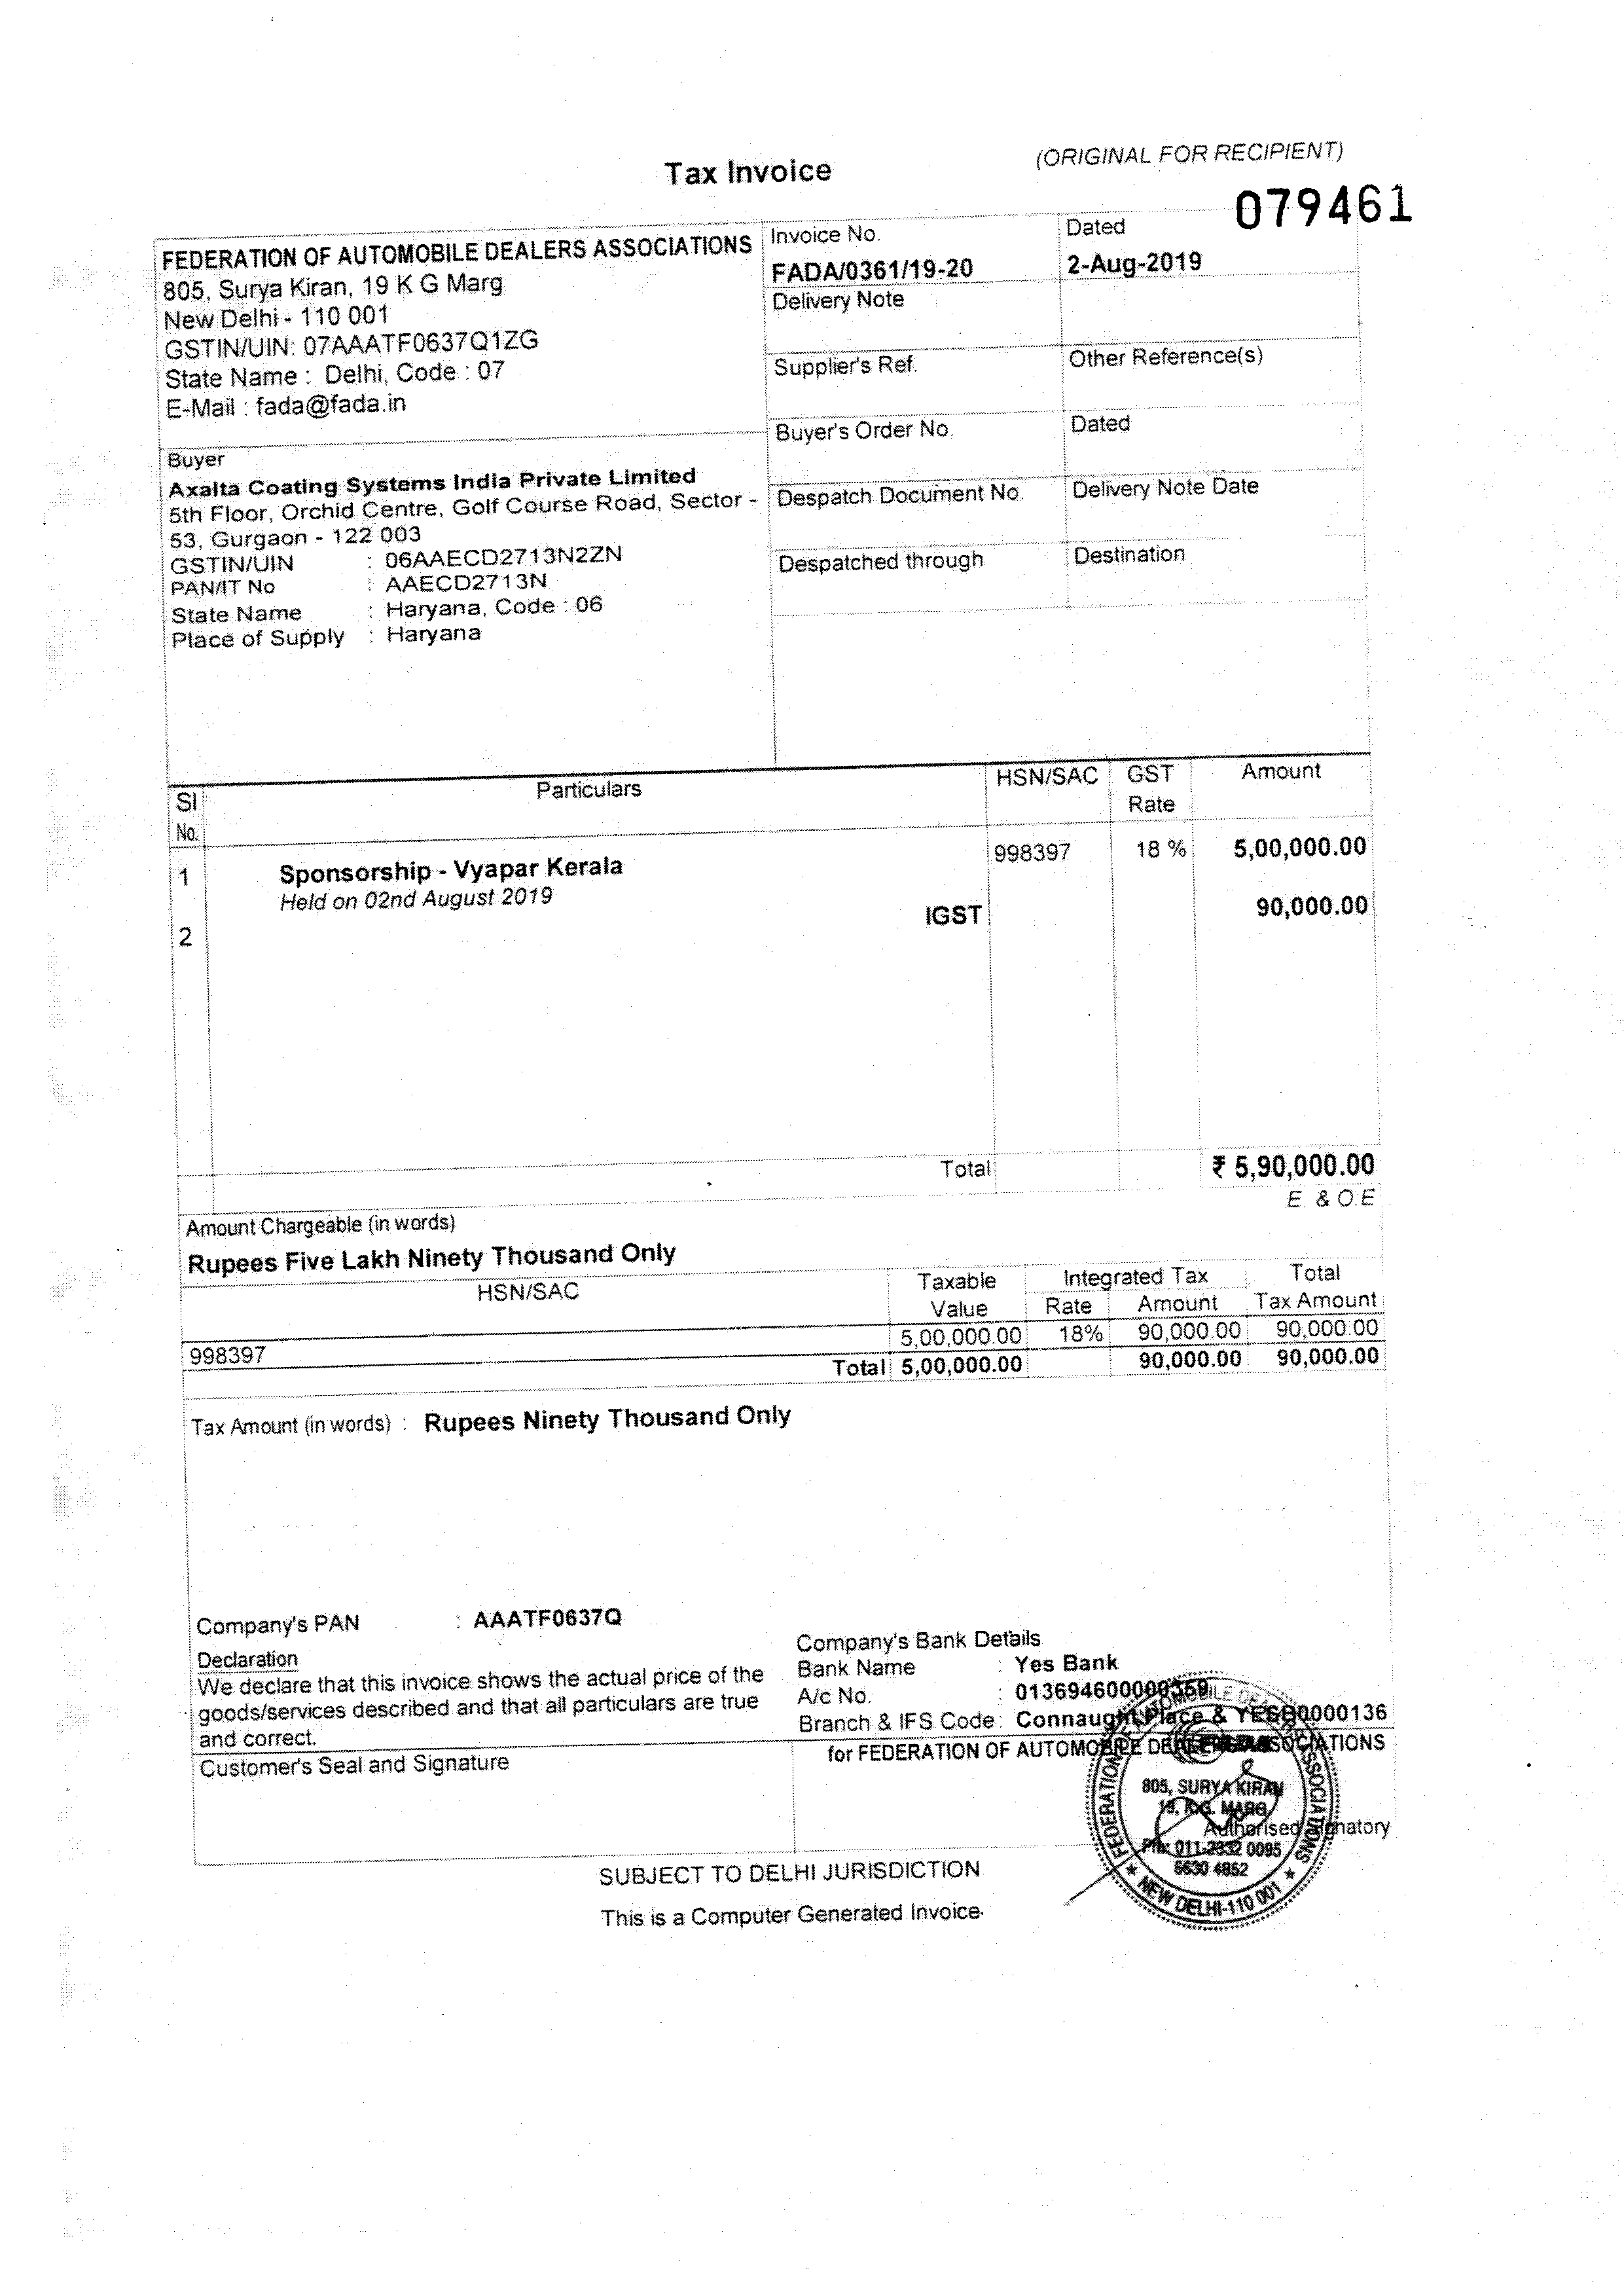 Tax Invoice
(ORIGINAL FOR RECIPIENT)
079461
FEDERATION OF AUTOMOBILE DEALERS ASSOCIATIONS
805, Surya Kiran, 19 K G Marg
New Delhi - 110 001
GSTIN/UIN: 07AAATF0637Q1ZG
State Name : Delhi, Code : 07
E-Mail : fada@fada.in
Invoice No.
FADA/0361/19-20
Dated
2-Aug-2019
Delivery Note
Supplier's Ref.
Other Reference(s)
Buyer
Axalta Coating Systems India Private Limited
5th Floor, Orchid Centre, Golf Course Road, Sector -
53, Gurgaon - 122 003
GSTIN/UIN : 06AAECD2713N2ZN
PAN/IT No : AAECD2713N
State Name : Haryana, Code : 06
Place of Supply : Haryana
Buyer's Order No.
Dated
Despatch Document No.
Delivery Note Date
Despatched through
Destination
Sl
No.
Particulars
HSN/SAC
GST
Rate
Amount
1 Sponsorship - Vyapar Kerala 998397 18 % 5,00,000.00
Held on 02nd August 2019
2 IGST 90,000.00
Total ₹ 5,90,000.00
E. & O.E
Amount Chargeable (in words)
Rupees Five Lakh Ninety Thousand Only
HSN/SAC
Taxable
Value
Integrated Tax
Rate Amount
Total
Tax Amount
998397 5,00,000.00 18% 90,000.00 90,000.00
Total 5,00,000.00 90,000.00 90,000.00
Tax Amount (in words) : Rupees Ninety Thousand Only
Company's PAN : AAATF0637Q
Declaration
We declare that this invoice shows the actual price of the
goods/services described and that all particulars are true
and correct.
Company's Bank Details
Bank Name : Yes Bank
A/c No. : 013694600000359
Branch & IFS Code : Connaught Place & YESB0000136
Customer's Seal and Signature
for FEDERATION OF AUTOMOBILE DEALERS ASSOCIATIONS
Authorised Signatory
FEDERATION OF AUTOMOBILE DEALERS ASSOCIATIONS
805, SURYA KIRAN
19, K.G. MARG
Ph: 011-2332 0095
6630 4852
★ NEW DELHI-110 001 ★
SUBJECT TO DELHI JURISDICTION
This is a Computer Generated Invoice